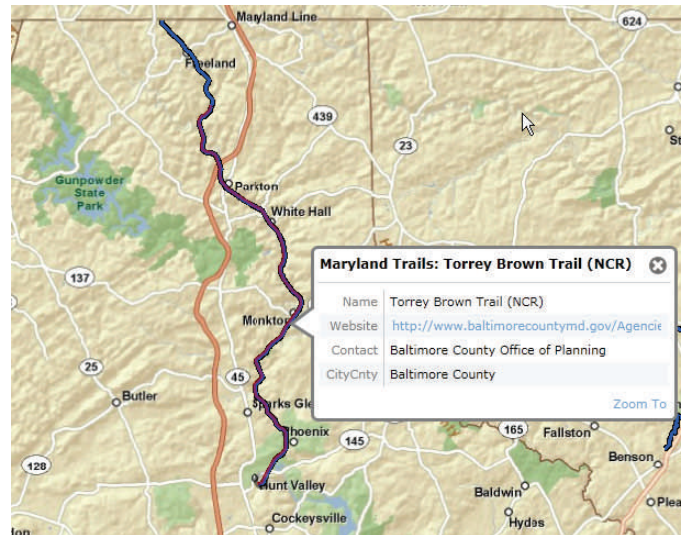 Maryland Line
624
Freeland
439
23
St
Gunpowder
State
Park
Parkton
White Hall
Maryland Trails: Torrey Brown Trail (NCR)
Name Torrey Brown Trail (NCR)
Website http://www.baltimorecountymd.gov/Agencie
Contact Baltimore County Office of Planning
CityCnty Baltimore County
Zoom To
137
Monkto
25
45
Butler
Sparks Gle
Phoenix
145
165
Fallston
128
Benson
Hunt Valley
Baldwin
Plea
Cockeysville
Hydes
don